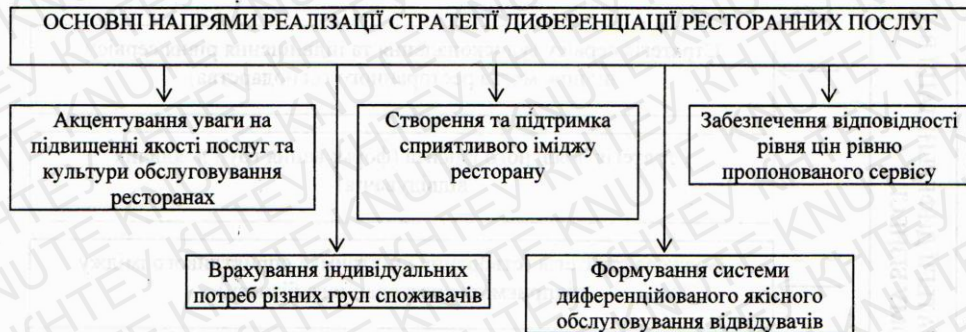 ОСНОВНІ НАПРЯМИ РЕАЛІЗАЦІЇ СТРАТЕГІЇ ДИФЕРЕНЦІАЦІЇ РЕСТОРАННИХ ПОСЛУГ
Акцентування уваги на
підвищенні якості послуг та
культури обслуговування
ресторанах
Створення та підтримка
сприятливого іміджу
ресторану
Забезпечення відповідності
рівня цін рівню
пропонованого сервісу
Врахування індивідуальних
потреб різних груп споживачів
Формування системи
диференційованого якісного
обслуговування відвідувачів